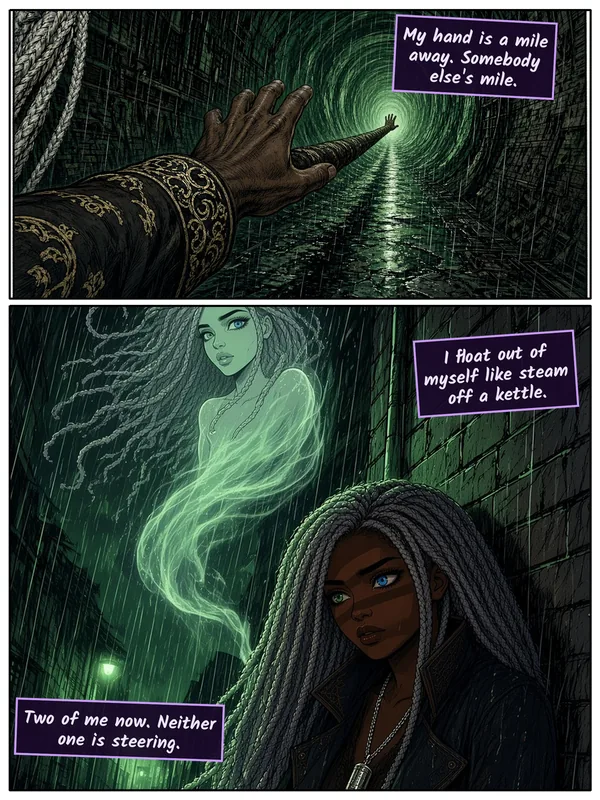 My hand is a mile
away. Somebody
else's mile.
I float out of
myself like steam
off a kettle.
Two of me now. Neither
one is steering.